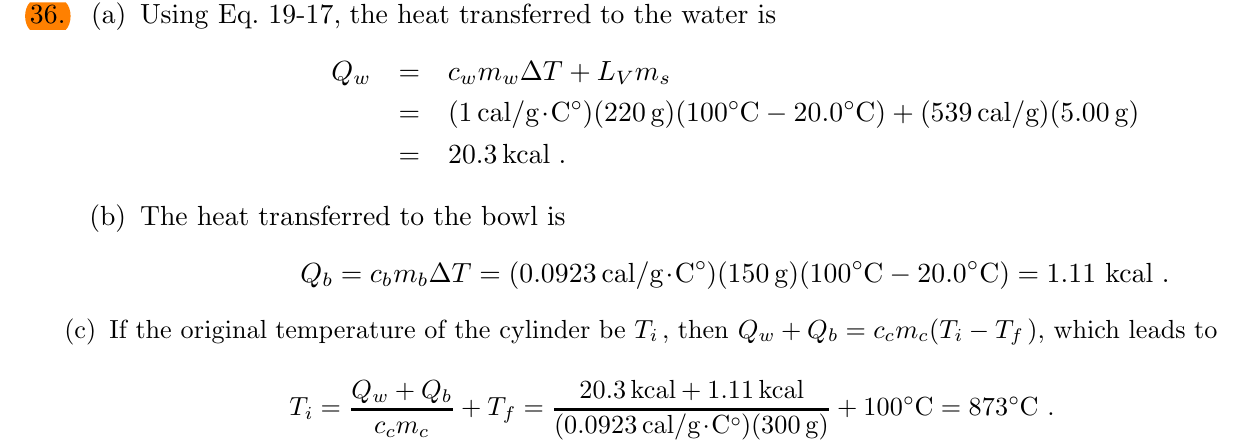 36. (a) Using Eq. 19-17, the heat transferred to the water is
Q_w = c_w m_w ΔT + L_V m_s
= (1 cal/g·C°)(220 g)(100°C − 20.0°C) + (539 cal/g)(5.00 g)
= 20.3 kcal .
(b) The heat transferred to the bowl is
Q_b = c_b m_b ΔT = (0.0923 cal/g·C°)(150 g)(100°C − 20.0°C) = 1.11 kcal .
(c) If the original temperature of the cylinder be T_i , then Q_w + Q_b = c_c m_c (T_i − T_f ), which leads to
T_i = (Q_w + Q_b)/(c_c m_c) + T_f = (20.3 kcal + 1.11 kcal)/((0.0923 cal/g·C°)(300 g)) + 100°C = 873°C .